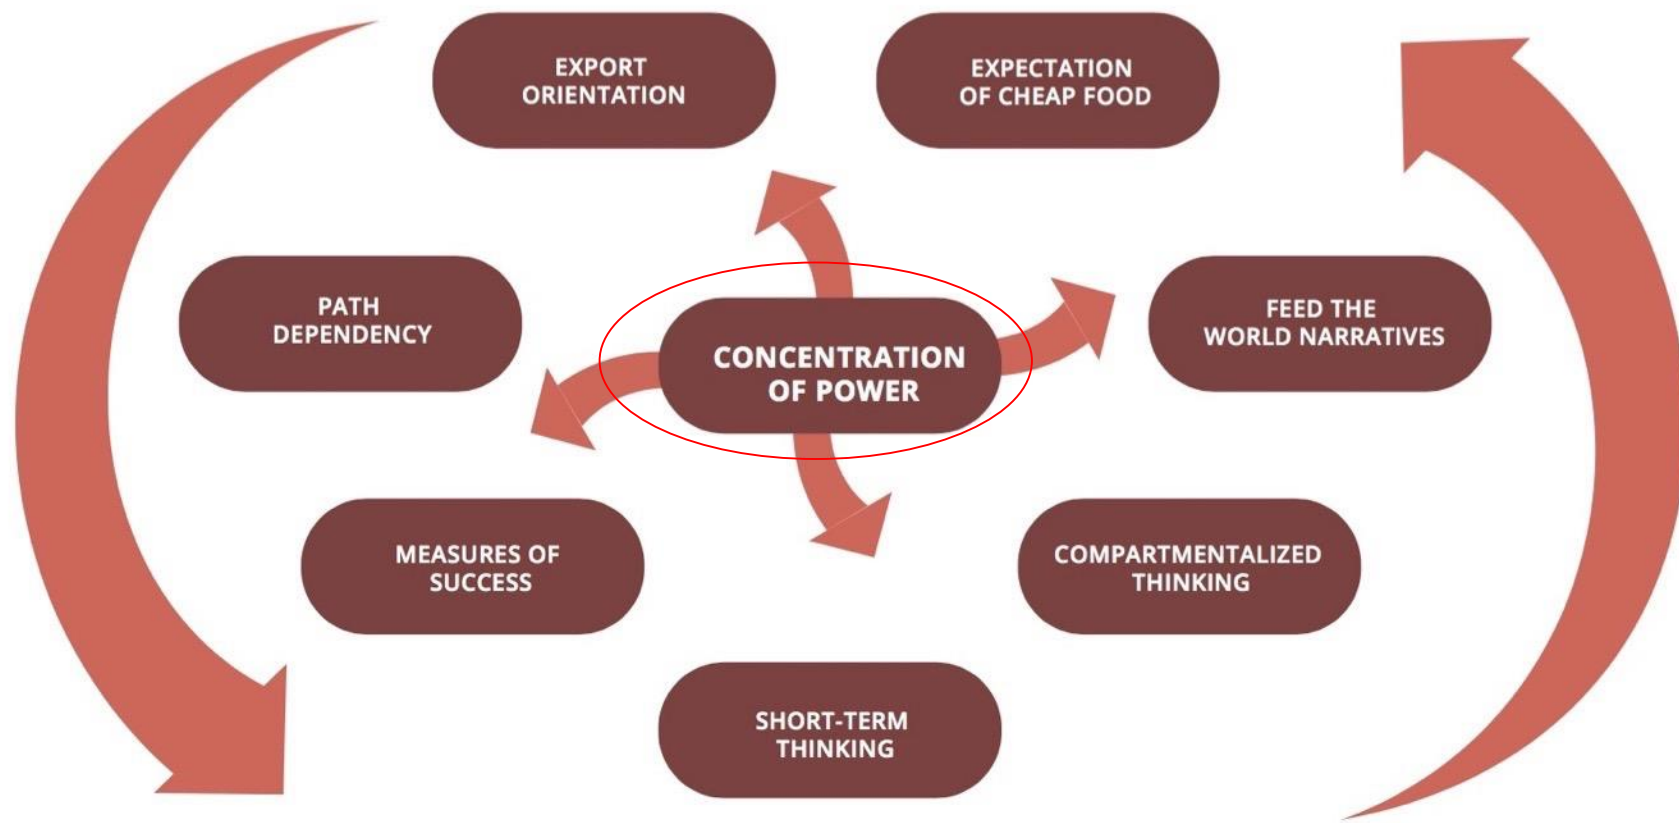 EXPORT
ORIENTATION
EXPECTATION
OF CHEAP FOOD
PATH
DEPENDENCY
CONCENTRATION
OF POWER
FEED THE
WORLD NARRATIVES
MEASURES OF
SUCCESS
COMPARTMENTALIZED
THINKING
SHORT-TERM
THINKING